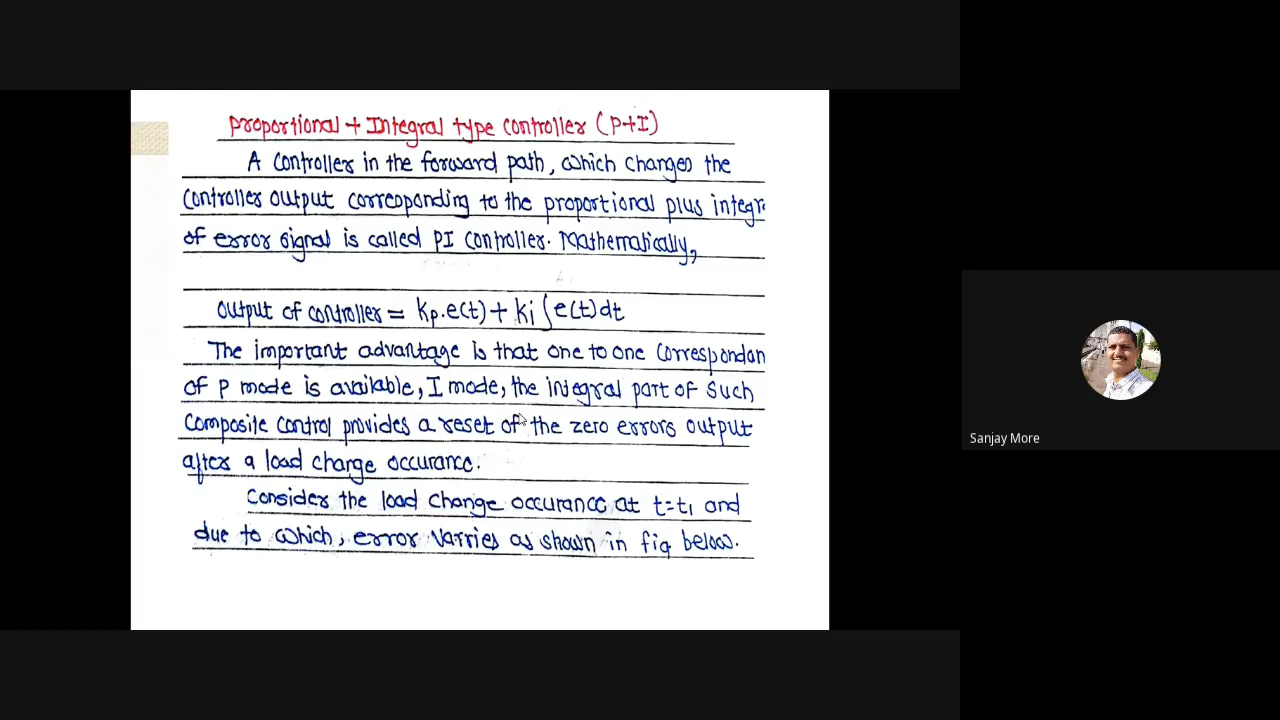 Proportional + Integral type controller (P+I)
A controller in the forward path, which changes the
controller output corresponding to the proportional plus integr
of error signal is called PI controller. Mathematically,
output of controller = Kp.e(t) + Ki ∫e(t)dt
The important advantage is that one to one correspondan
of P mode is available, I mode, the integral part of such
composite control provides a reset of the zero errors output
after a load change occurance.
Consider the load change occurance at t=t1 and
due to which, error varries as shown in fig below.
Sanjay More